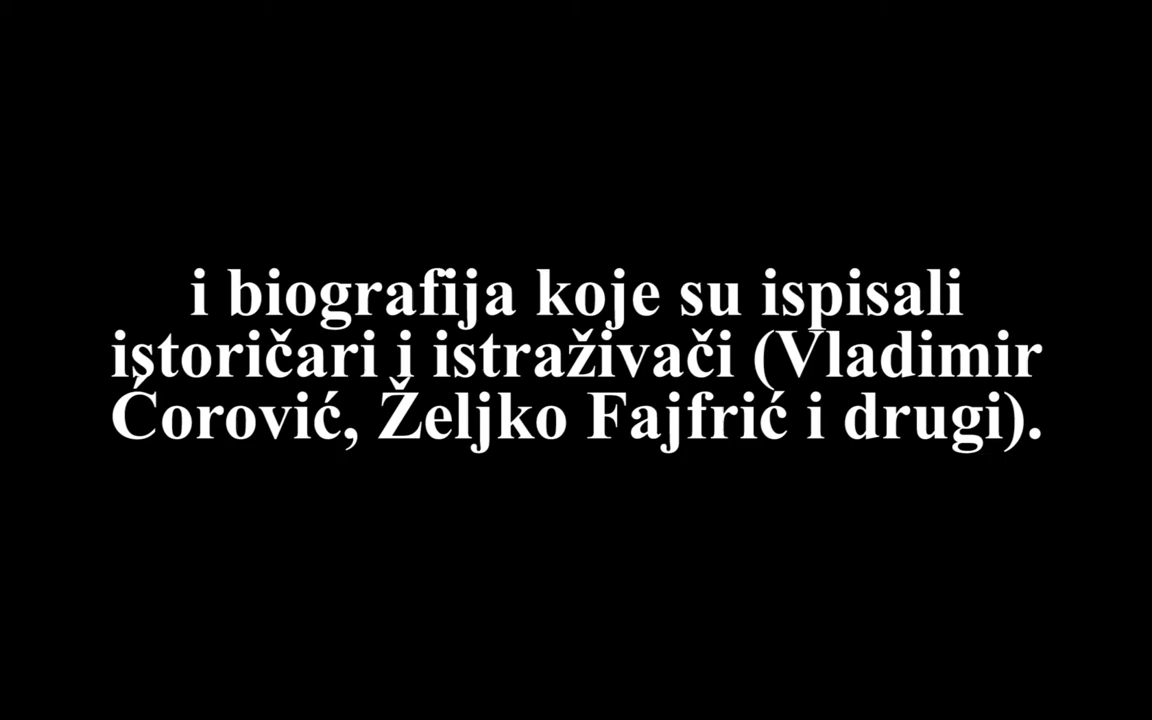 i biografija koje su ispisali
istoričari i istraživači (Vladimir
Ćorović, Željko Fajfrić i drugi).